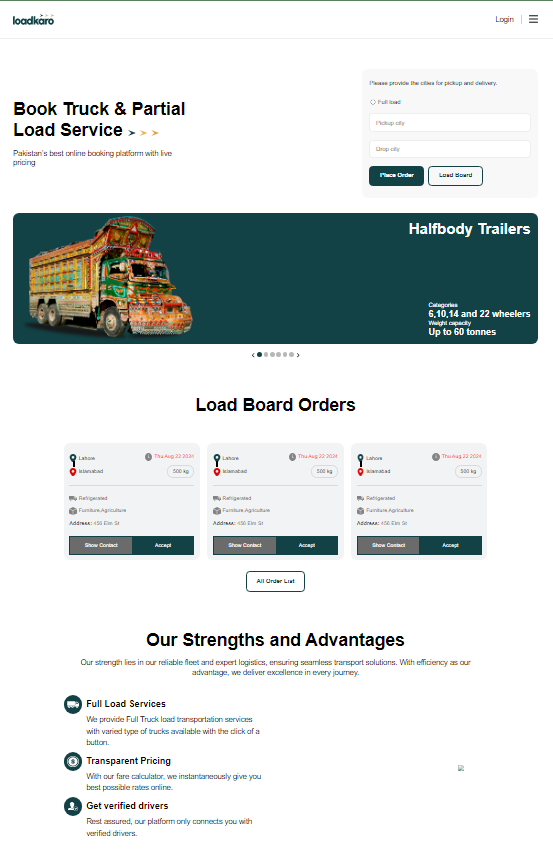 loadkaro
Login
Book Truck & Partial
Load Service
Pakistan's best online booking platform with live
pricing
Please provide the cities for pickup and delivery.
Full load
Pickup city
Drop city
Place Order
Load Board
Halfbody Trailers
Categories
6,10,14 and 22 wheelers
Weight capacity
Up to 60 tonnes
Load Board Orders
Lahore
Thu Aug 22 2024
Islamabad
500 kg
Refrigerated
Furniture,Agriculture
Address: 456 Elm St
Show Contact
Accept
Lahore
Thu Aug 22 2024
Islamabad
500 kg
Refrigerated
Furniture,Agriculture
Address: 456 Elm St
Show Contact
Accept
Lahore
Thu Aug 22 2024
Islamabad
500 kg
Refrigerated
Furniture,Agriculture
Address: 456 Elm St
Show Contact
Accept
All Order List
Our Strengths and Advantages
Our strength lies in our reliable fleet and expert logistics, ensuring seamless transport solutions. With efficiency as our
advantage, we deliver excellence in every journey.
Full Load Services
We provide Full Truck load transportation services
with varied type of trucks available with the click of a
button.
Transparent Pricing
With our fare calculator, we instantaneously give you
best possible rates online.
Get verified drivers
Rest assured, our platform only connects you with
verified drivers.